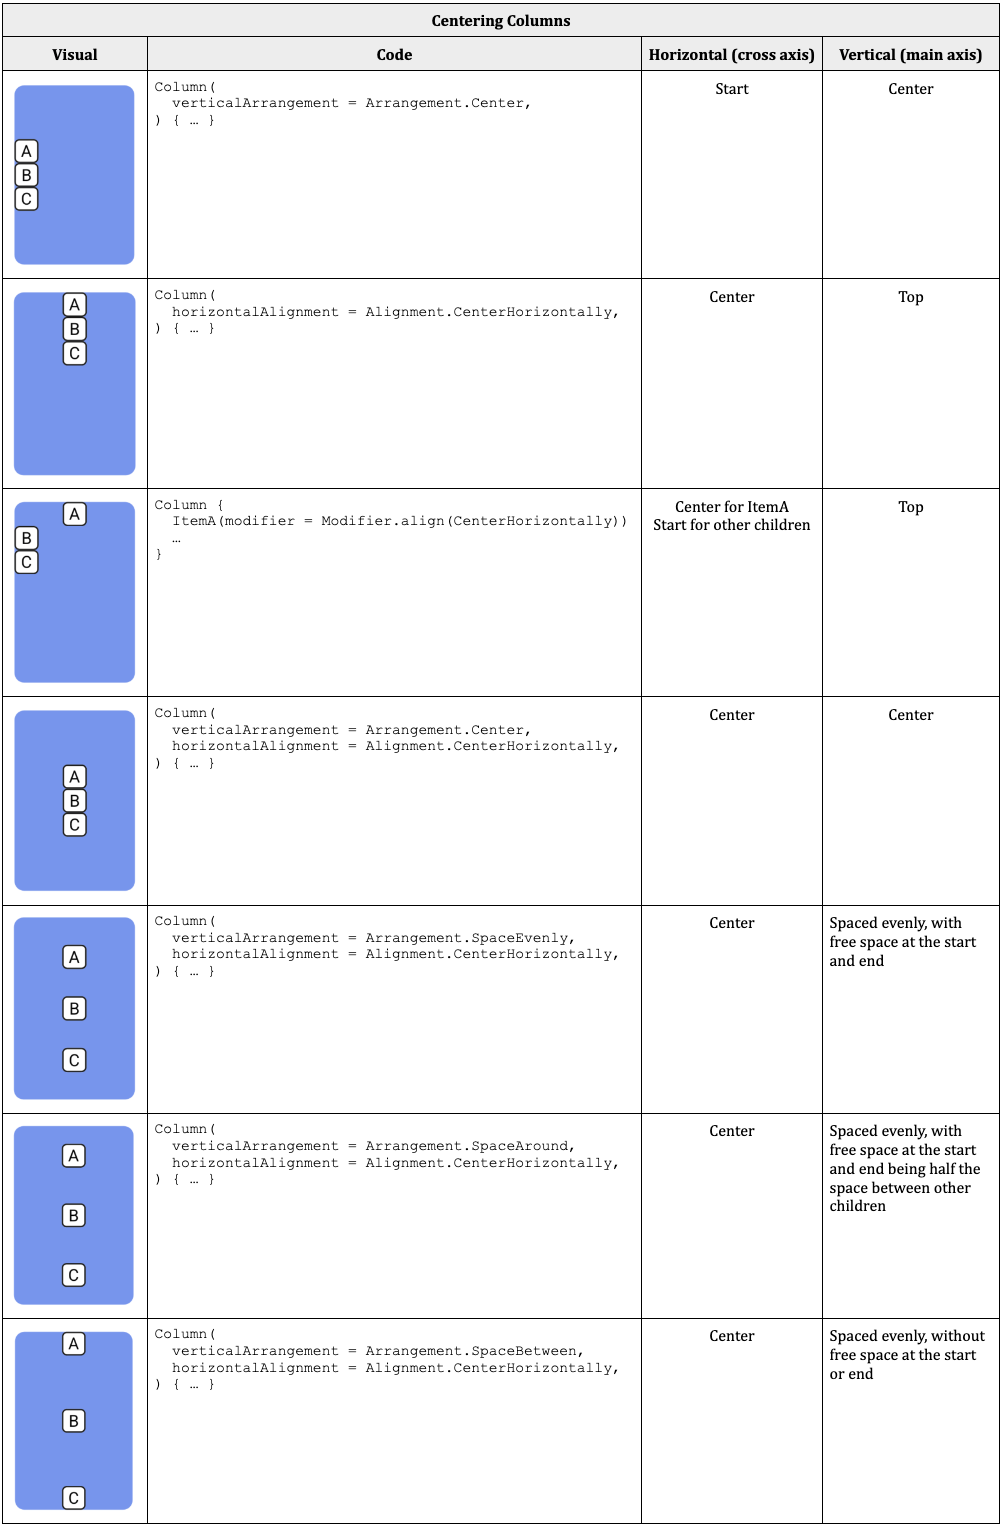 Centering Columns
Visual
Code
Horizontal (cross axis)
Vertical (main axis)
A
B
C
Column(
  verticalArrangement = Arrangement.Center,
) { … }
Start
Center
A
B
C
Column(
  horizontalAlignment = Alignment.CenterHorizontally,
) { … }
Center
Top
A
B
C
Column {
  ItemA(modifier = Modifier.align(CenterHorizontally))
  …
}
Center for ItemA
Start for other children
Top
A
B
C
Column(
  verticalArrangement = Arrangement.Center,
  horizontalAlignment = Alignment.CenterHorizontally,
) { … }
Center
Center
A
B
C
Column(
  verticalArrangement = Arrangement.SpaceEvenly,
  horizontalAlignment = Alignment.CenterHorizontally,
) { … }
Center
Spaced evenly, with
free space at the start
and end
A
B
C
Column(
  verticalArrangement = Arrangement.SpaceAround,
  horizontalAlignment = Alignment.CenterHorizontally,
) { … }
Center
Spaced evenly, with
free space at the start
and end being half the
space between other
children
A
B
C
Column(
  verticalArrangement = Arrangement.SpaceBetween,
  horizontalAlignment = Alignment.CenterHorizontally,
) { … }
Center
Spaced evenly, without
free space at the start
or end